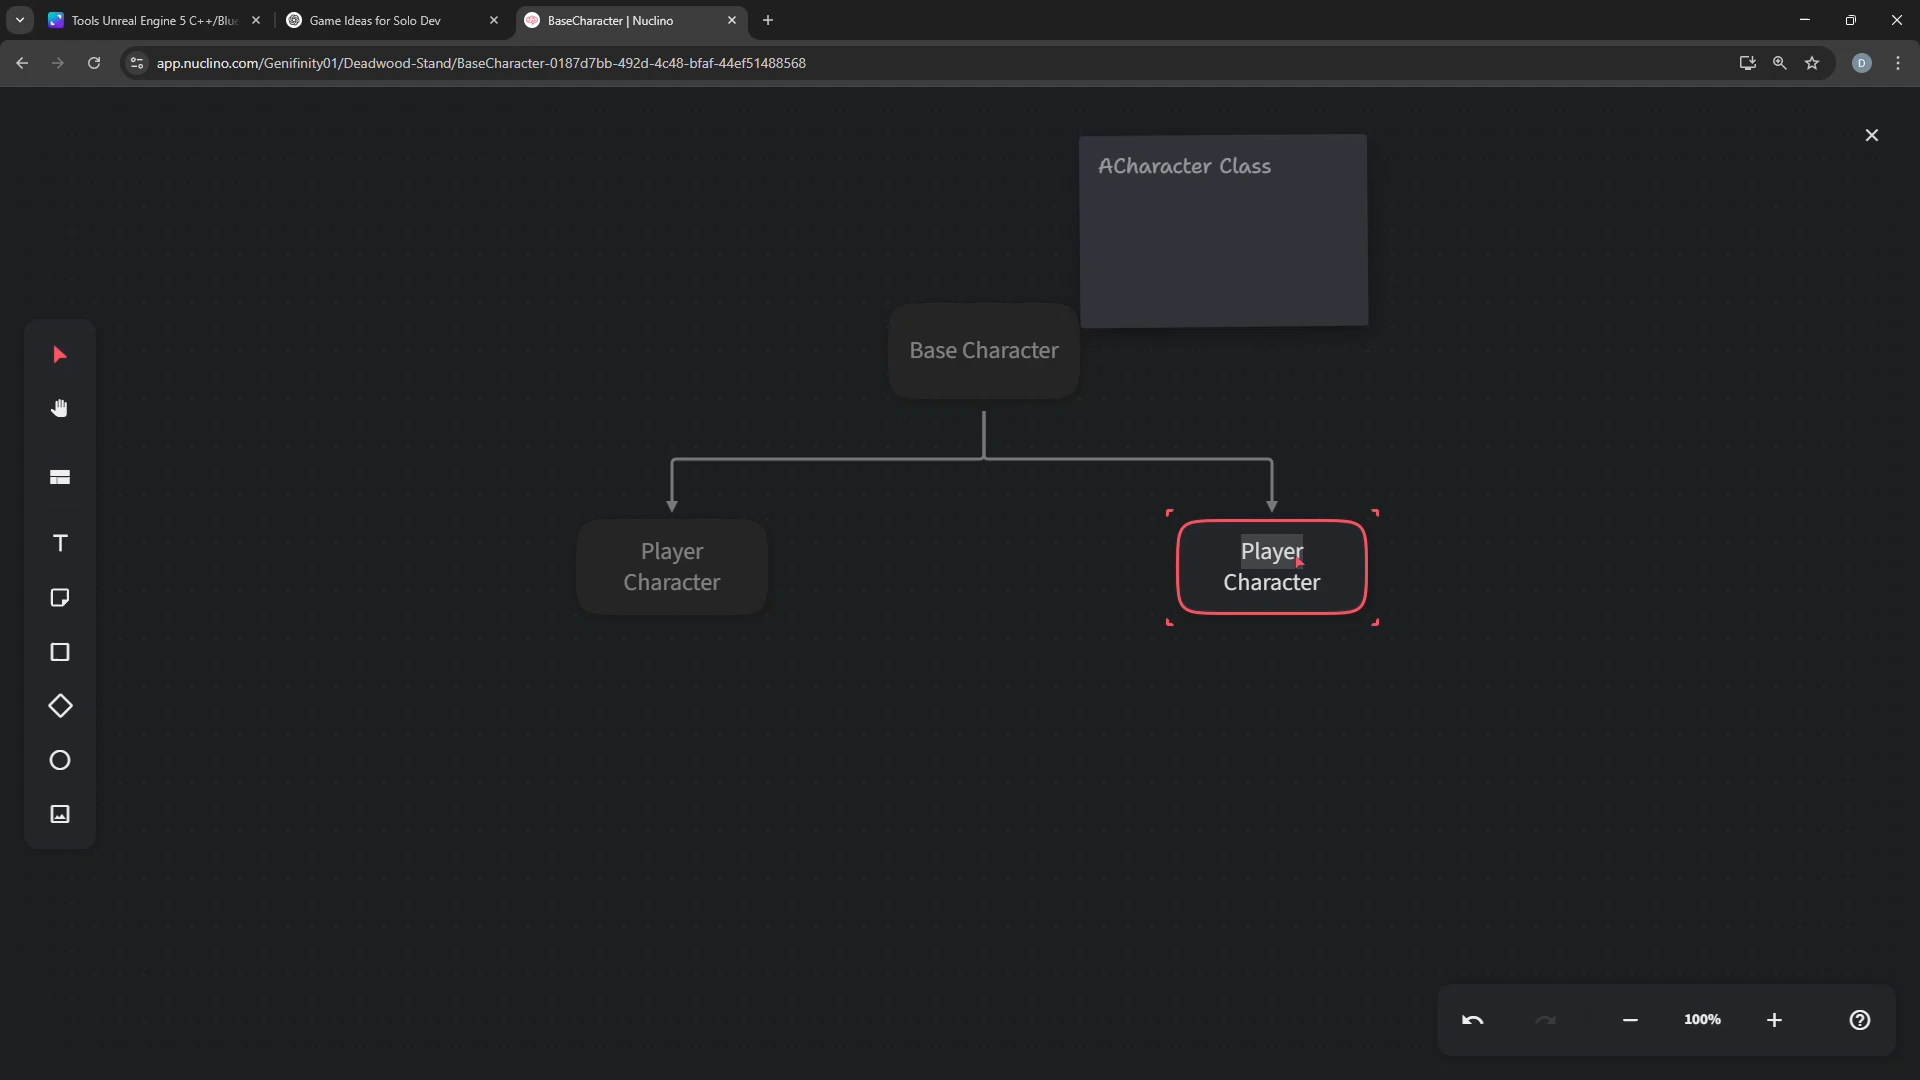 Tools Unreal Engine 5 C++/Blue
Game Ideas for Solo Dev
BaseCharacter | Nuclino
app.nuclino.com/Genifinity01/Deadwood-Stand/BaseCharacter-0187d7bb-492d-4c48-bfaf-44ef51488568
D
ACharacter Class
Base Character
Player
Character
Player
Character
T
100%